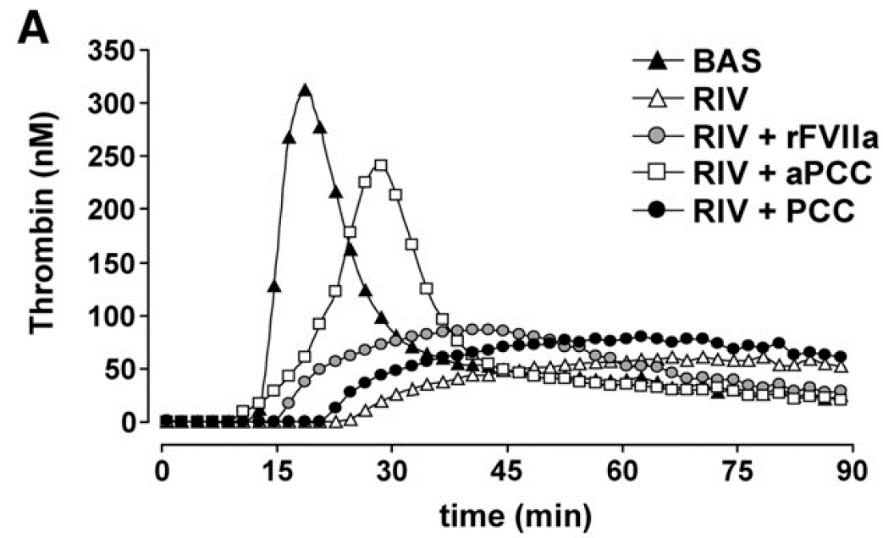 A
350
300
250
200
150
100
50
0
Thrombin (nM)
BAS
RIV
RIV + rFVIIa
RIV + aPCC
RIV + PCC
0 15 30 45 60 75 90
time (min)